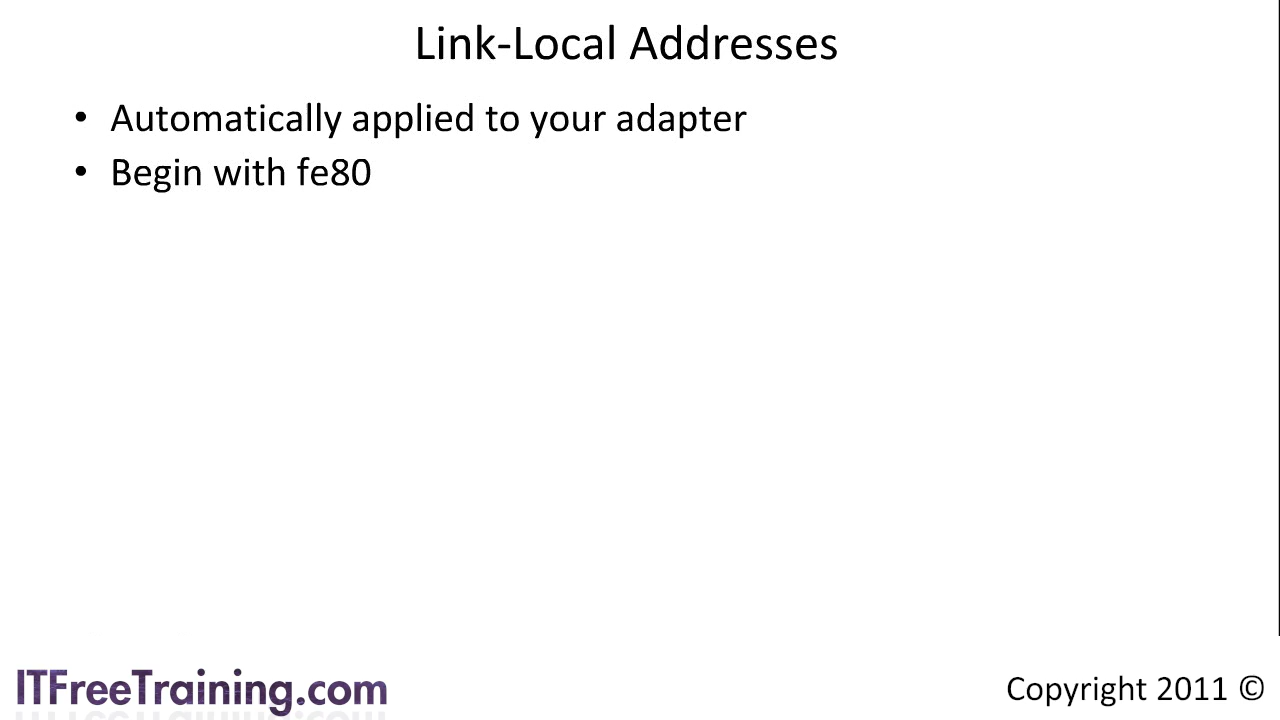 Link-Local Addresses
• Automatically applied to your adapter
• Begin with fe80
ITFreeTraining.com
Copyright 2011 ©